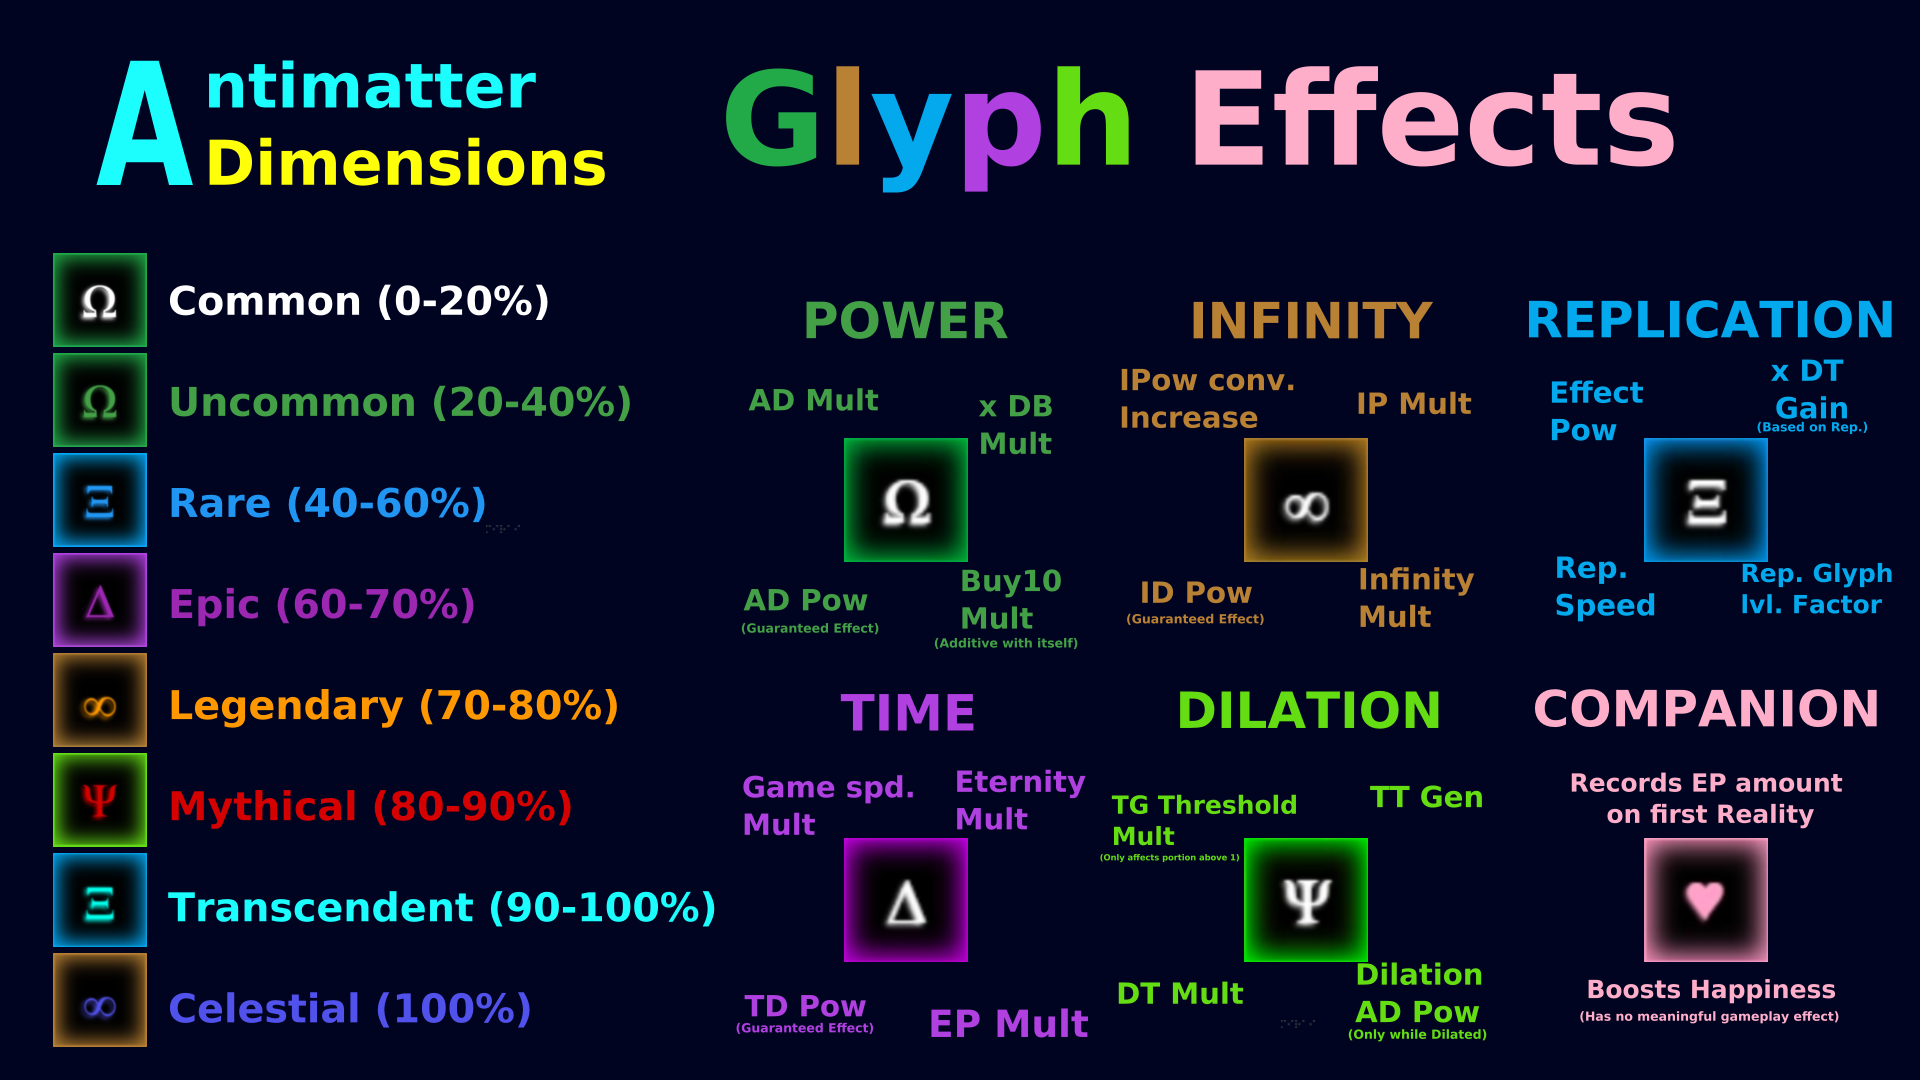 Antimatter
Dimensions
Glyph Effects
Ω
Common (0-20%)
Ω
Uncommon (20-40%)
Ξ
Rare (40-60%)
Δ
Epic (60-70%)
∞
Legendary (70-80%)
Ψ
Mythical (80-90%)
Ξ
Transcendent (90-100%)
∞
Celestial (100%)
POWER
AD Mult
x DB
Mult
Ω
AD Pow
(Guaranteed Effect)
Buy10
Mult
(Additive with itself)
INFINITY
IPow conv.
Increase
IP Mult
∞
ID Pow
(Guaranteed Effect)
Infinity
Mult
REPLICATION
Effect
Pow
x DT
Gain
(Based on Rep.)
Ξ
Rep.
Speed
Rep. Glyph
lvl. Factor
TIME
Game spd.
Mult
Eternity
Mult
Δ
TD Pow
(Guaranteed Effect)
EP Mult
DILATION
TG Threshold
Mult
(Only affects portion above 1)
TT Gen
Ψ
DT Mult
Dilation
AD Pow
(Only while Dilated)
COMPANION
Records EP amount
on first Reality
♥
Boosts Happiness
(Has no meaningful gameplay effect)